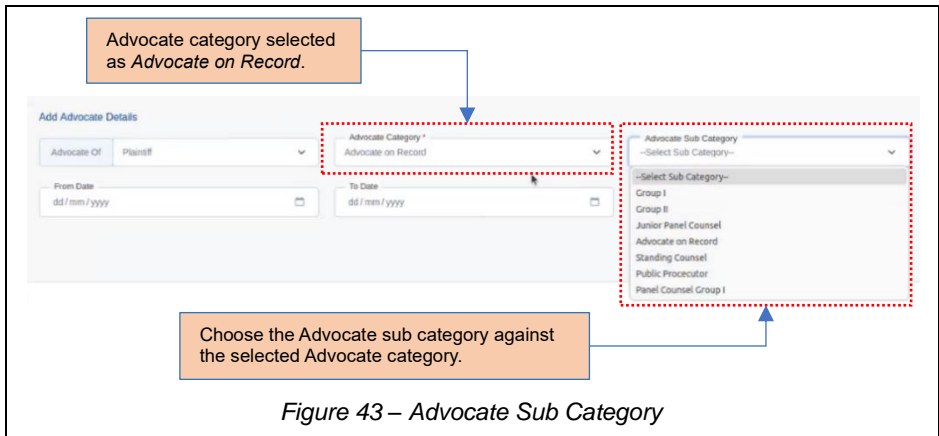 Advocate category selected
as Advocate on Record.
Add Advocate Details
Advocate Of Plaintiff
Advocate Category *
Advocate on Record
Advocate Sub Category
--Select Sub Category--
From Date
dd/mm/yyyy
To Date
dd/mm/yyyy
--Select Sub Category--
Group I
Group II
Junior Panel Counsel
Advocate on Record
Standing Counsel
Public Procecutor
Panel Counsel Group I
Choose the Advocate sub category against
the selected Advocate category.
Figure 43 – Advocate Sub Category